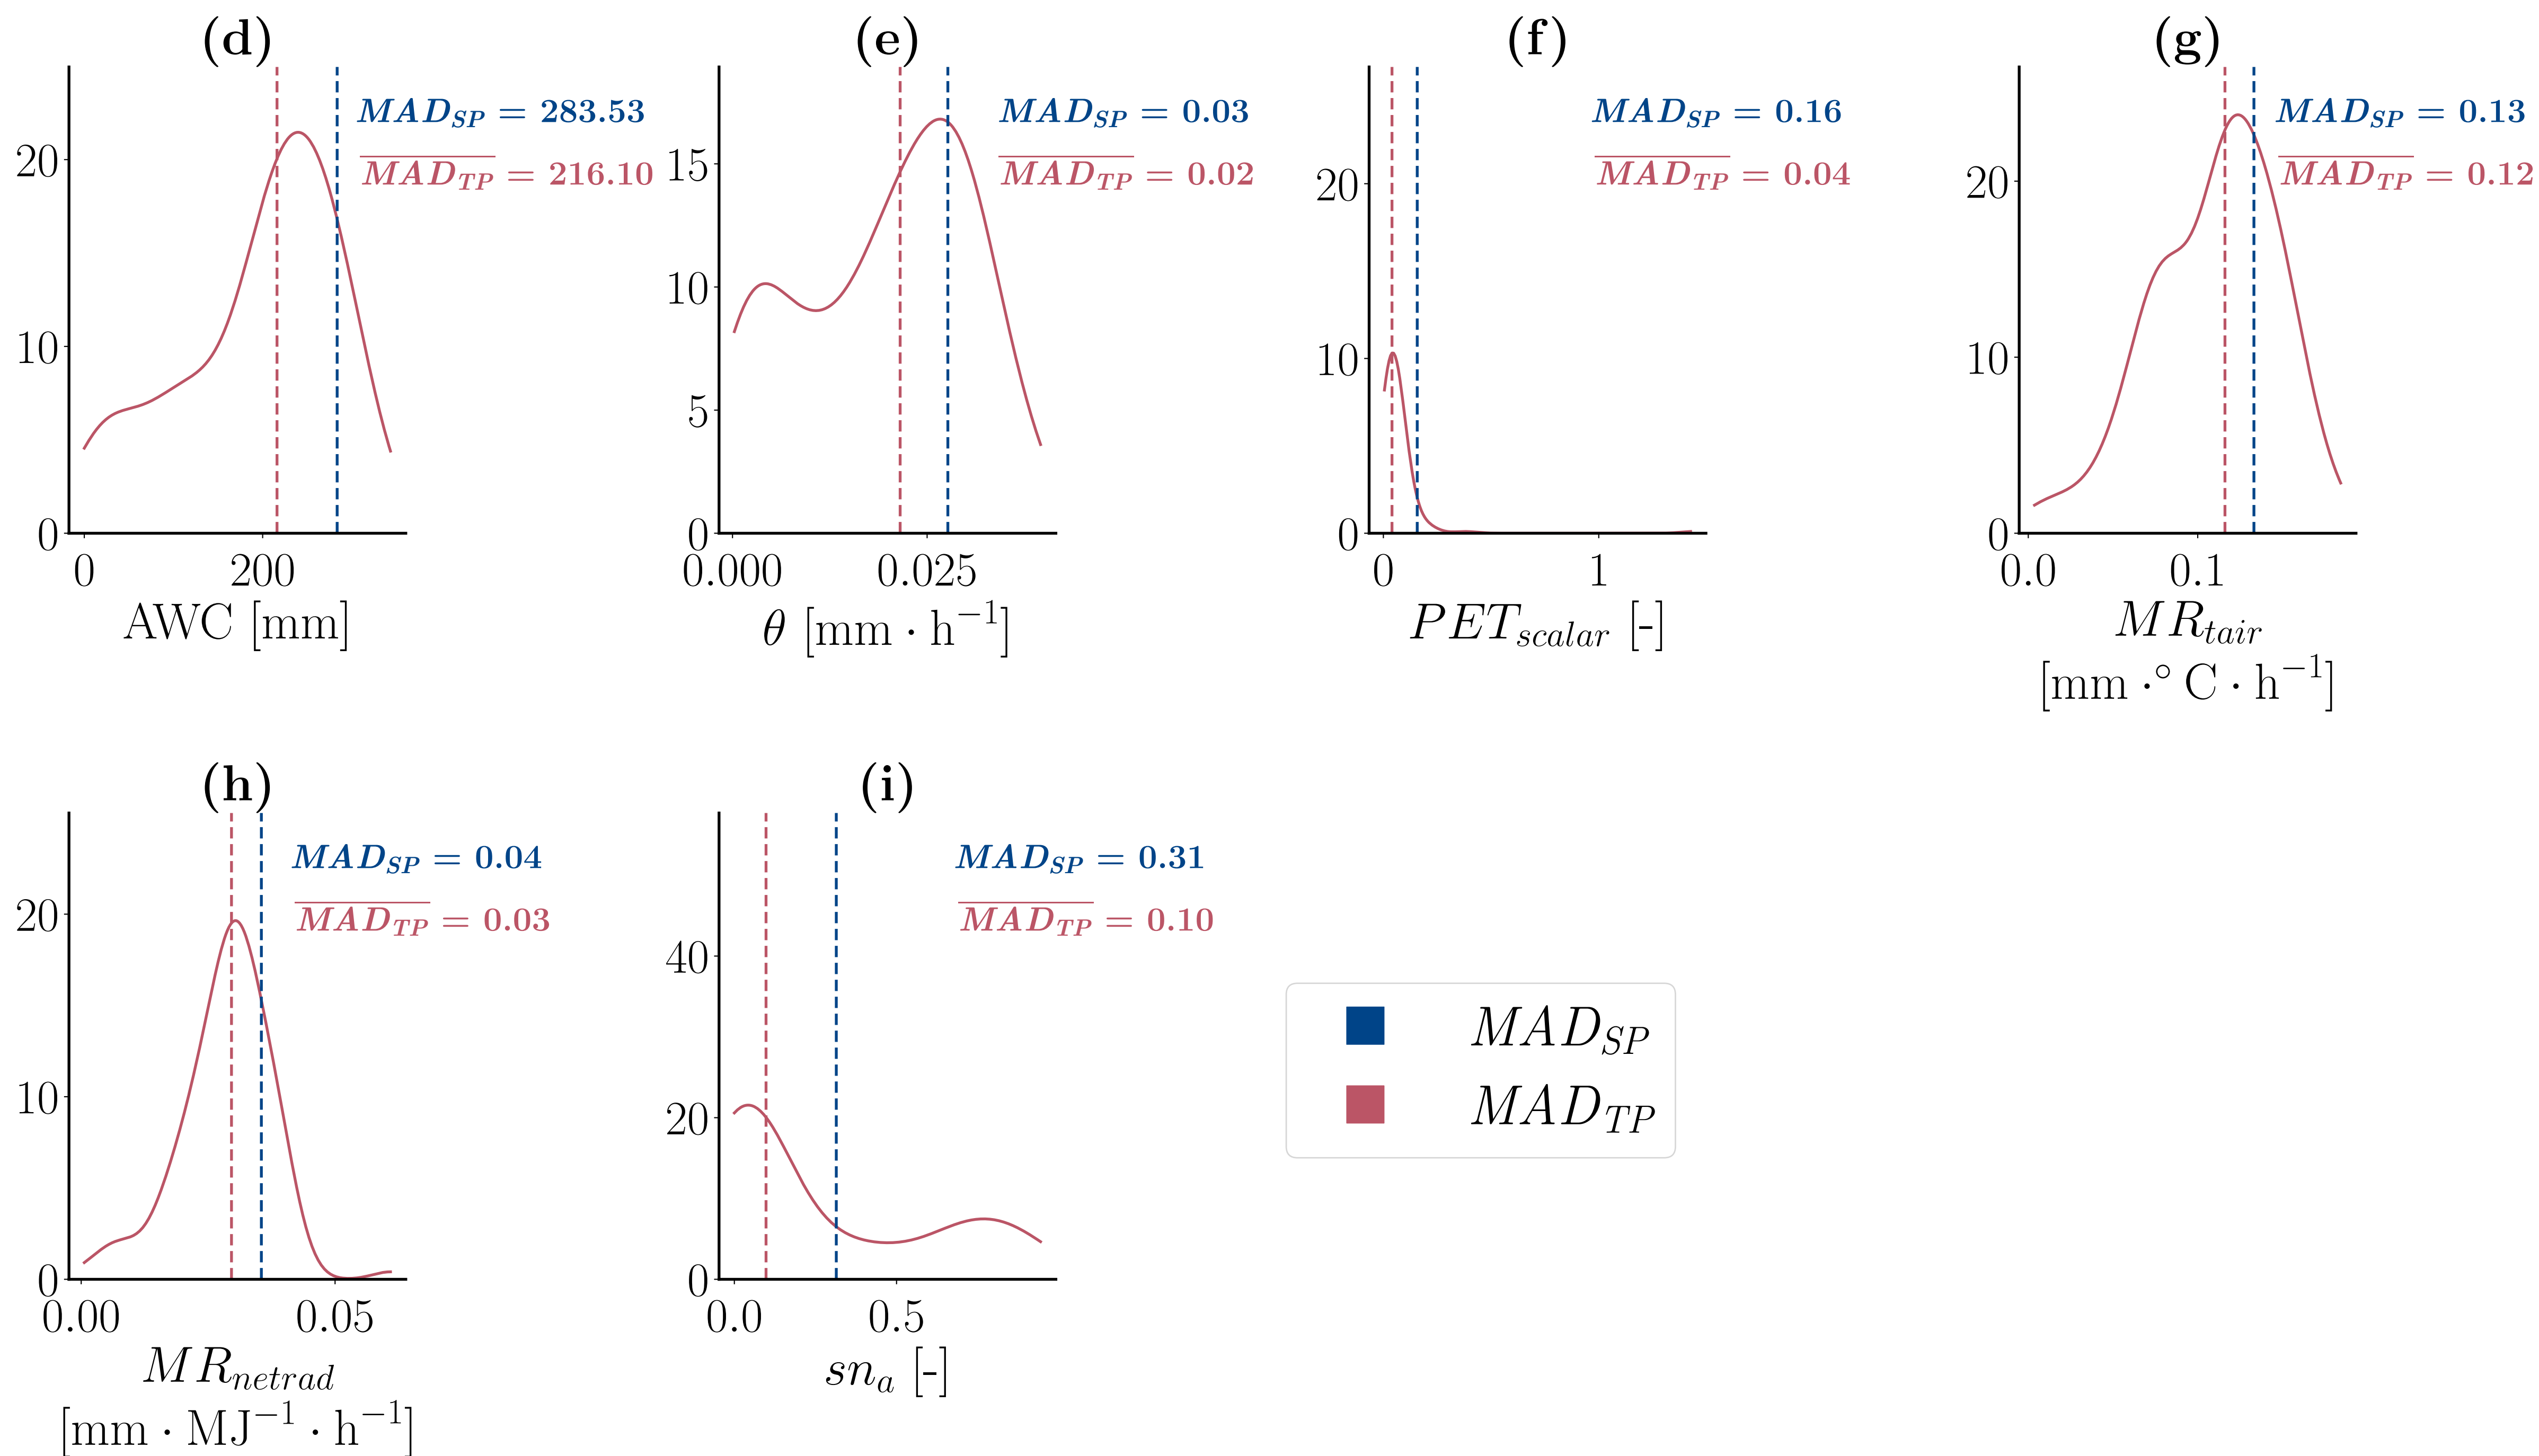 (d)
MAD_SP = 283.53
MAD_TP = 216.10
20
10
0
0 200
AWC [mm]
(e)
MAD_SP = 0.03
MAD_TP = 0.02
15
10
5
0
0.000 0.025
θ [mm · h⁻¹]
(f)
MAD_SP = 0.16
MAD_TP = 0.04
20
10
0
0 1
PET_scalar [-]
(g)
MAD_SP = 0.13
MAD_TP = 0.12
20
10
0
0.0 0.1
MR_tair
[mm ·° C · h⁻¹]
(h)
MAD_SP = 0.04
MAD_TP = 0.03
20
10
0
0.00 0.05
MR_netrad
[mm · MJ⁻¹ · h⁻¹]
(i)
MAD_SP = 0.31
MAD_TP = 0.10
40
20
0
0.0 0.5
sn_a [-]
MAD_SP
MAD_TP